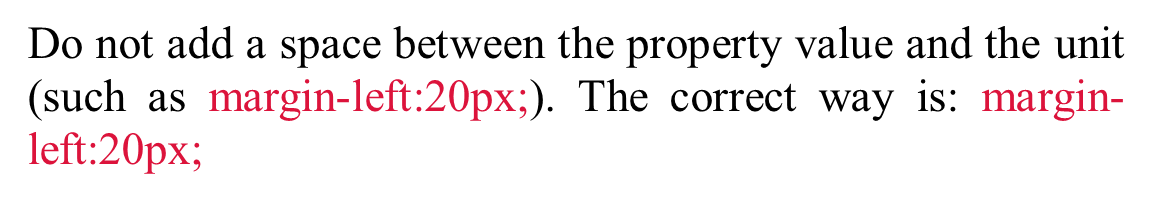 Do not add a space between the property value and the unit
(such as margin-left:20px;). The correct way is: margin-
left:20px;